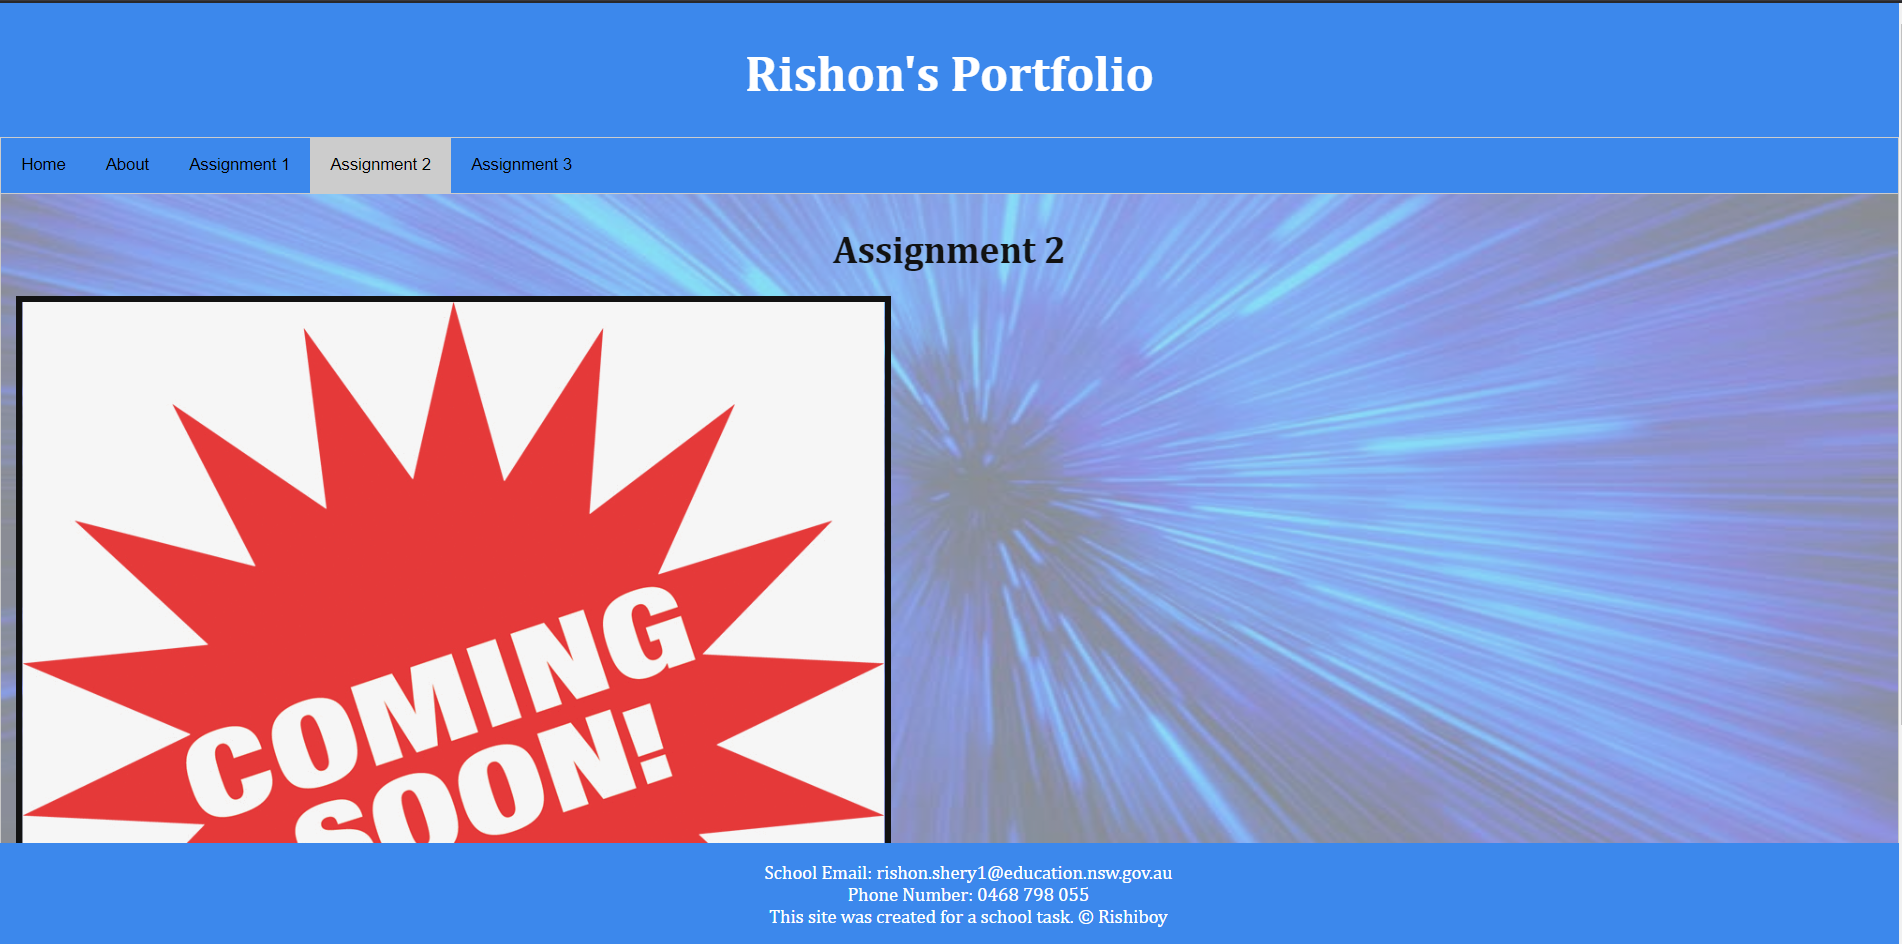 Rishon's Portfolio
Home About Assignment 1 Assignment 2 Assignment 3
Assignment 2
COMING
SOON!
School Email: rishon.shery1@education.nsw.gov.au
Phone Number: 0468 798 055
This site was created for a school task. © Rishiboy